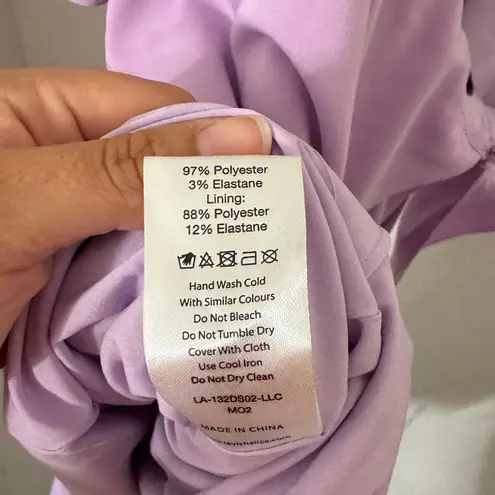 97% Polyester
3% Elastane
Lining:
88% Polyester
12% Elastane
Hand Wash Cold
With Similar Colours
Do Not Bleach
Do Not Tumble Dry
Cover With Cloth
Use Cool Iron
Do Not Dry Clean
LA-132DS02-LLC
MO2
MADE IN CHINA